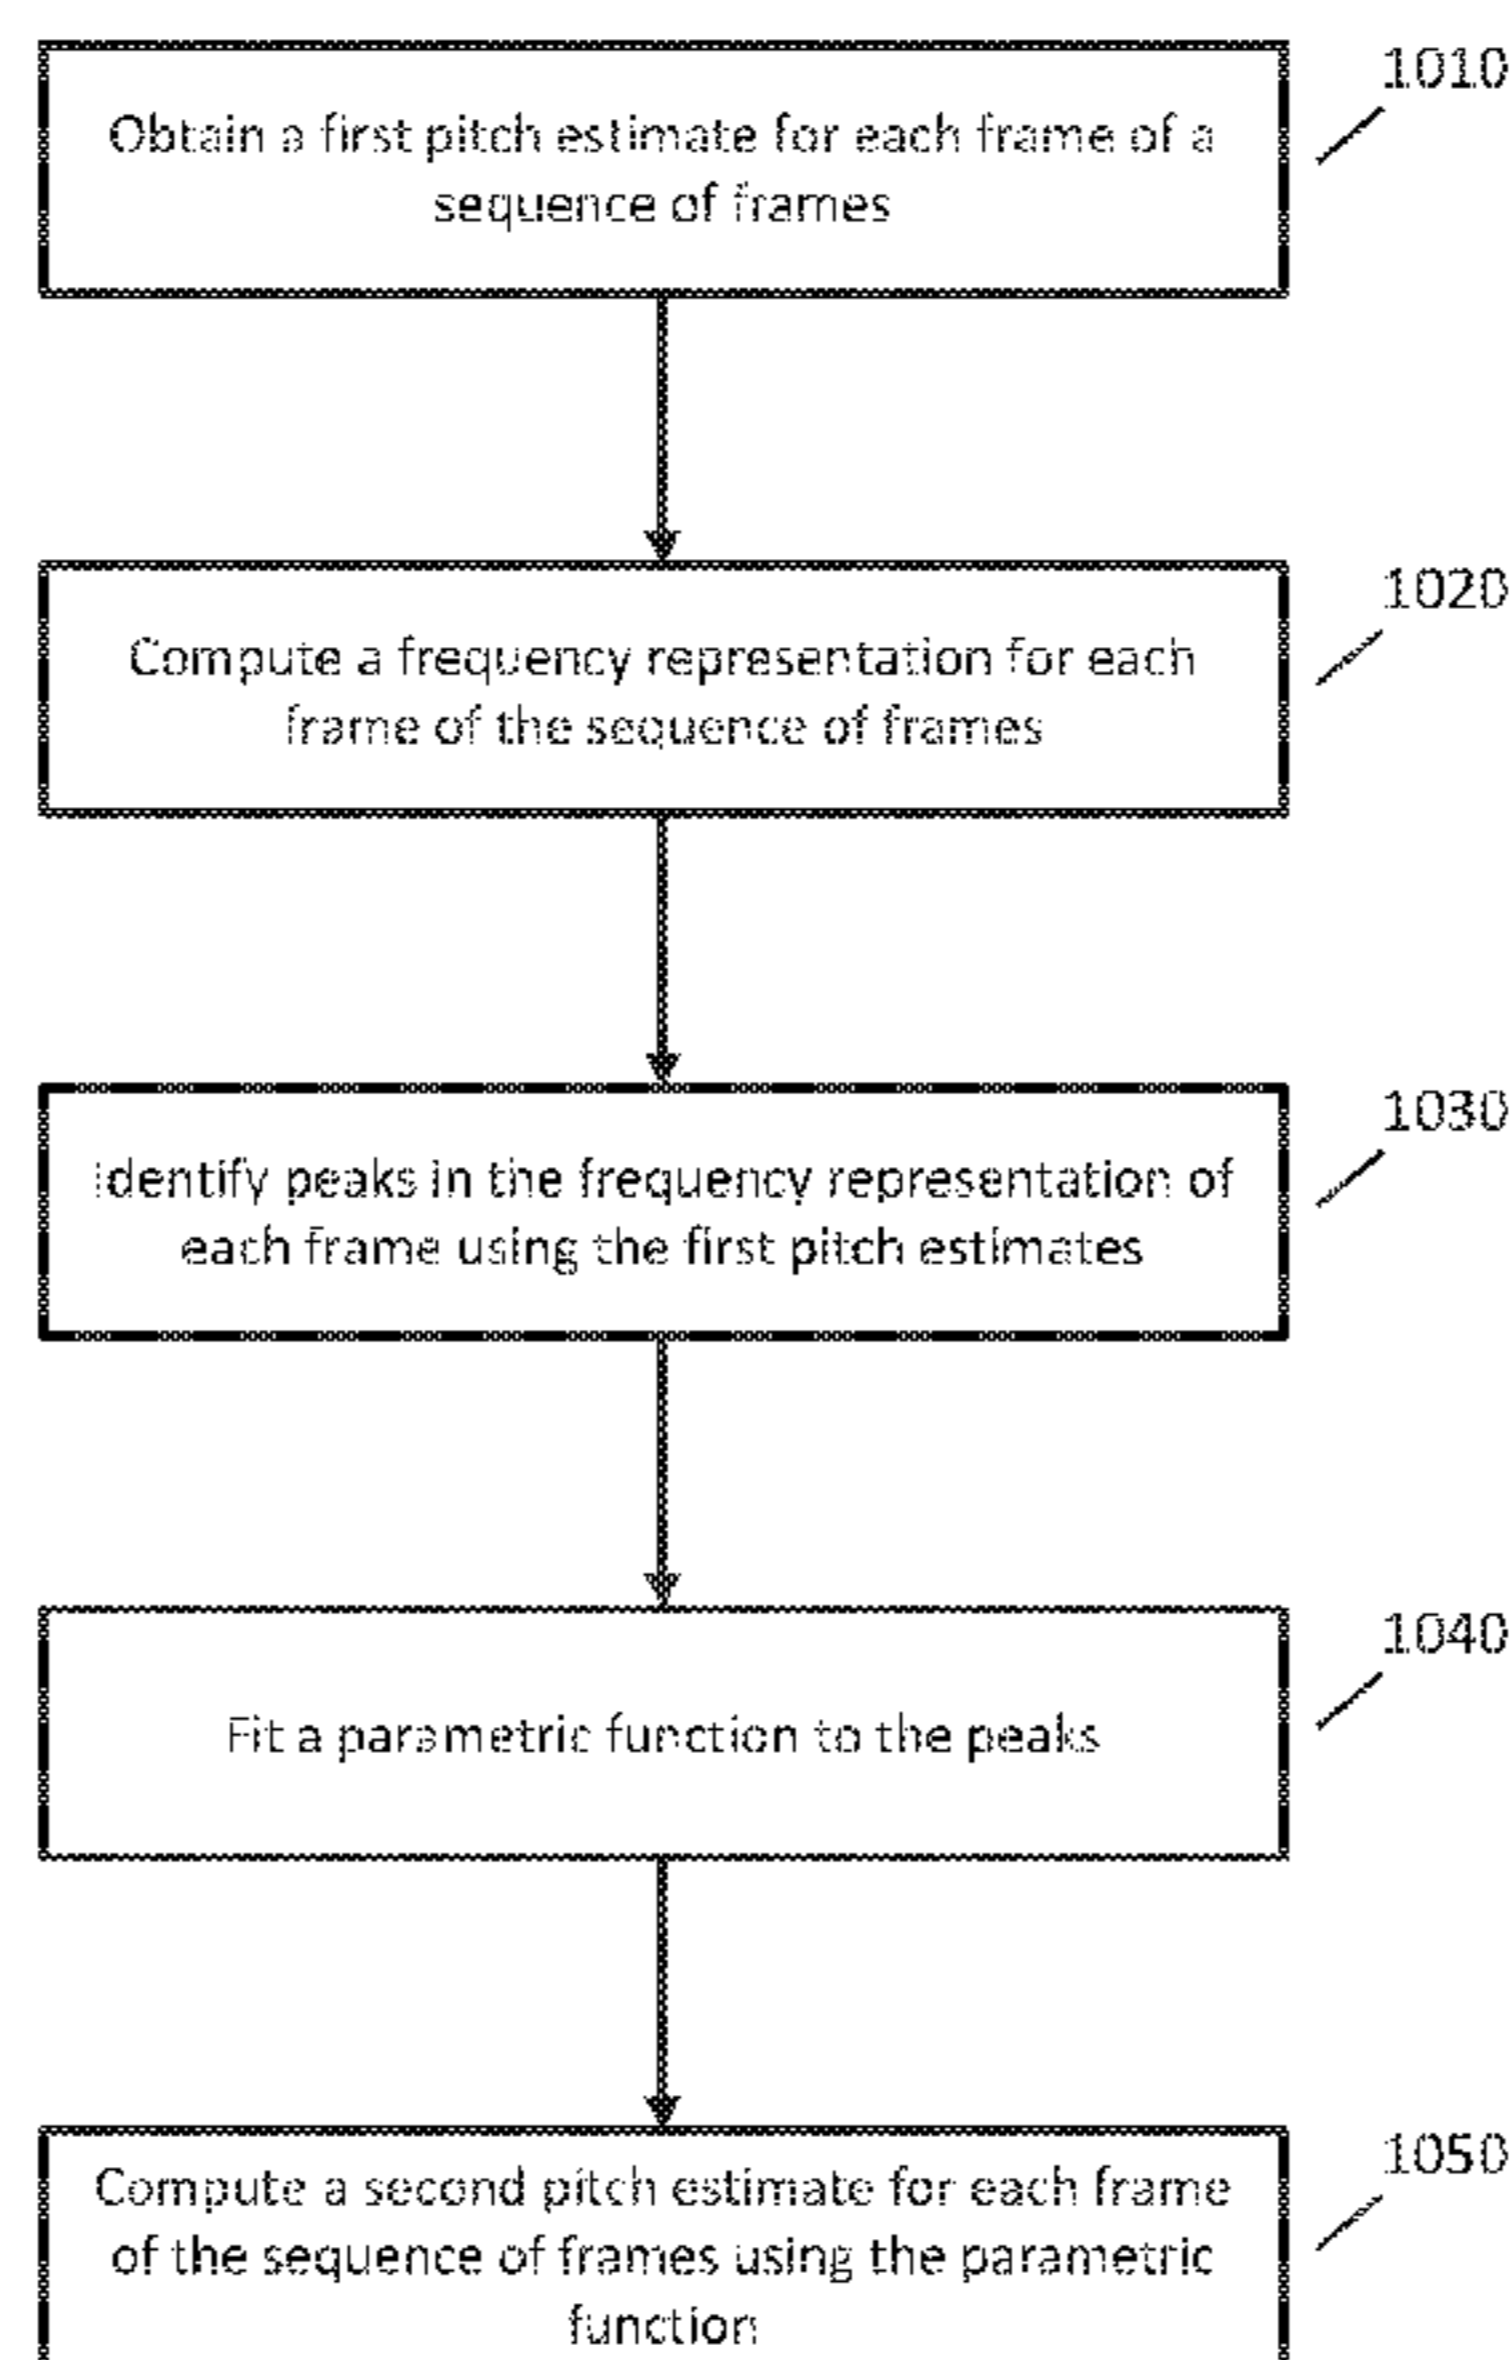 1010
Obtain a first pitch estimate for each frame of a
sequence of frames
1020
Compute a frequency representation for each
frame of the sequence of frames
1030
Identify peaks in the frequency representation of
each frame using the first pitch estimates
1040
Fit a parametric function to the peaks
1050
Compute a second pitch estimate for each frame
of the sequence of frames using the parametric
function